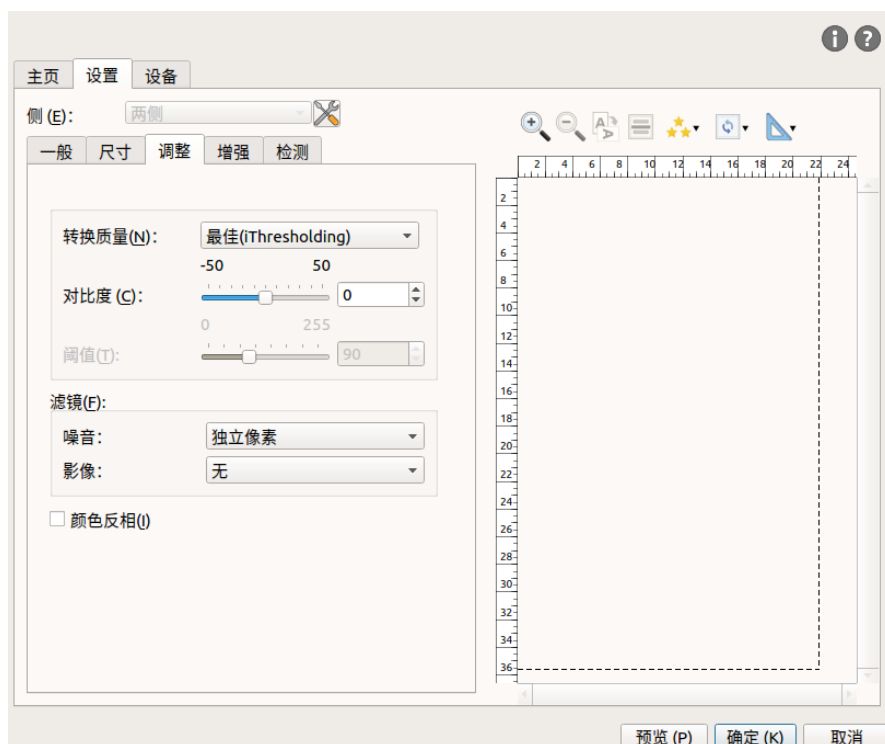 主页 设置 设备
侧 (E): 两侧
一般 尺寸 调整 增强 检测
转换质量(N): 最佳(iThresholding)
-50 50
对比度 (C): 0
0 255
阈值(T): 90
滤镜(F):
噪音: 独立像素
影像: 无
颜色反相(I)
2 4 6 8 10 12 14 16 18 20 22 24
2
4
6
8
10
12
14
16
18
20
22
24
26
28
30
32
34
36
预览 (P) 确定 (K) 取消